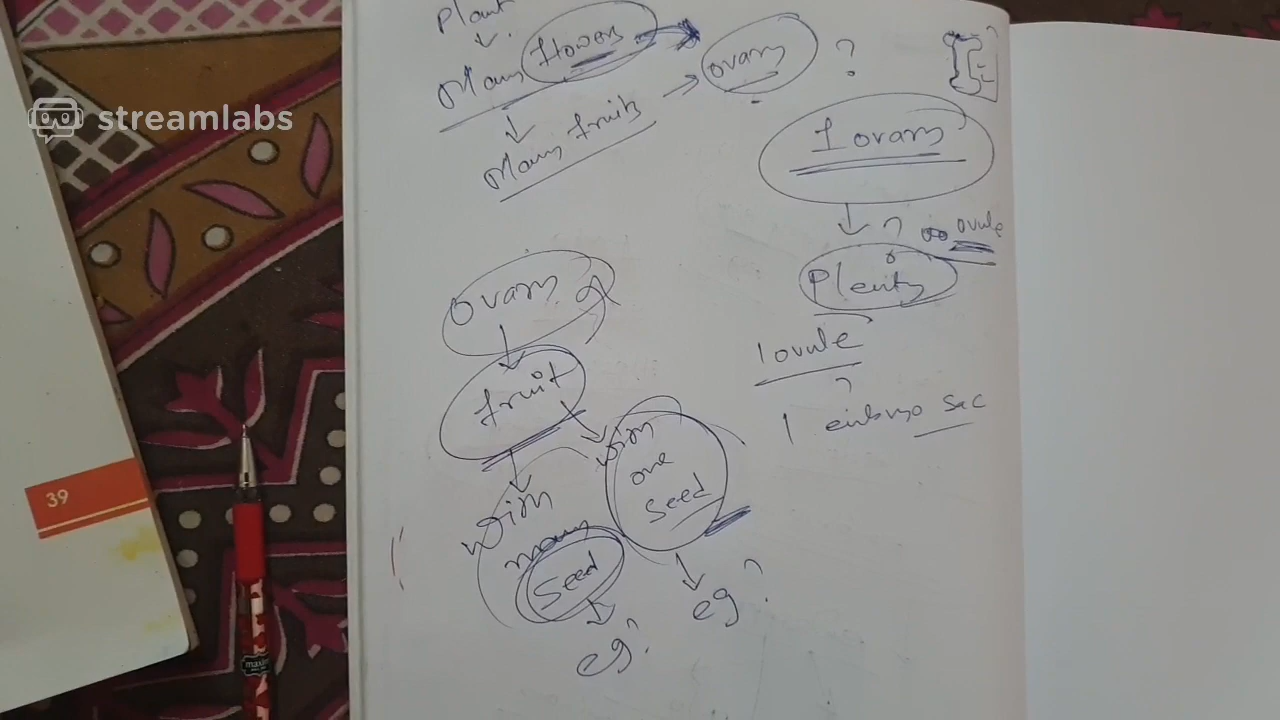 Plant
Many flowers
ovary ?
Many fruits
streamlabs
1 ovary
?
ovule
Plenty
ovary
1 ovule
fruit
?
1 embryo sac
with
one
seed
with
many
seed
39
eg?
eg?